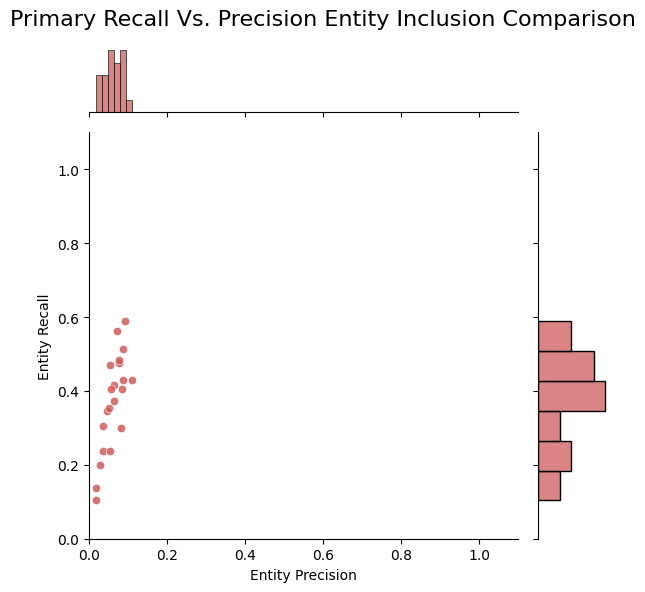 Primary Recall Vs. Precision Entity Inclusion Comparison
1.0
0.8
0.6
0.4
0.2
0.0
Entity Recall
0.0 0.2 0.4 0.6 0.8 1.0
Entity Precision